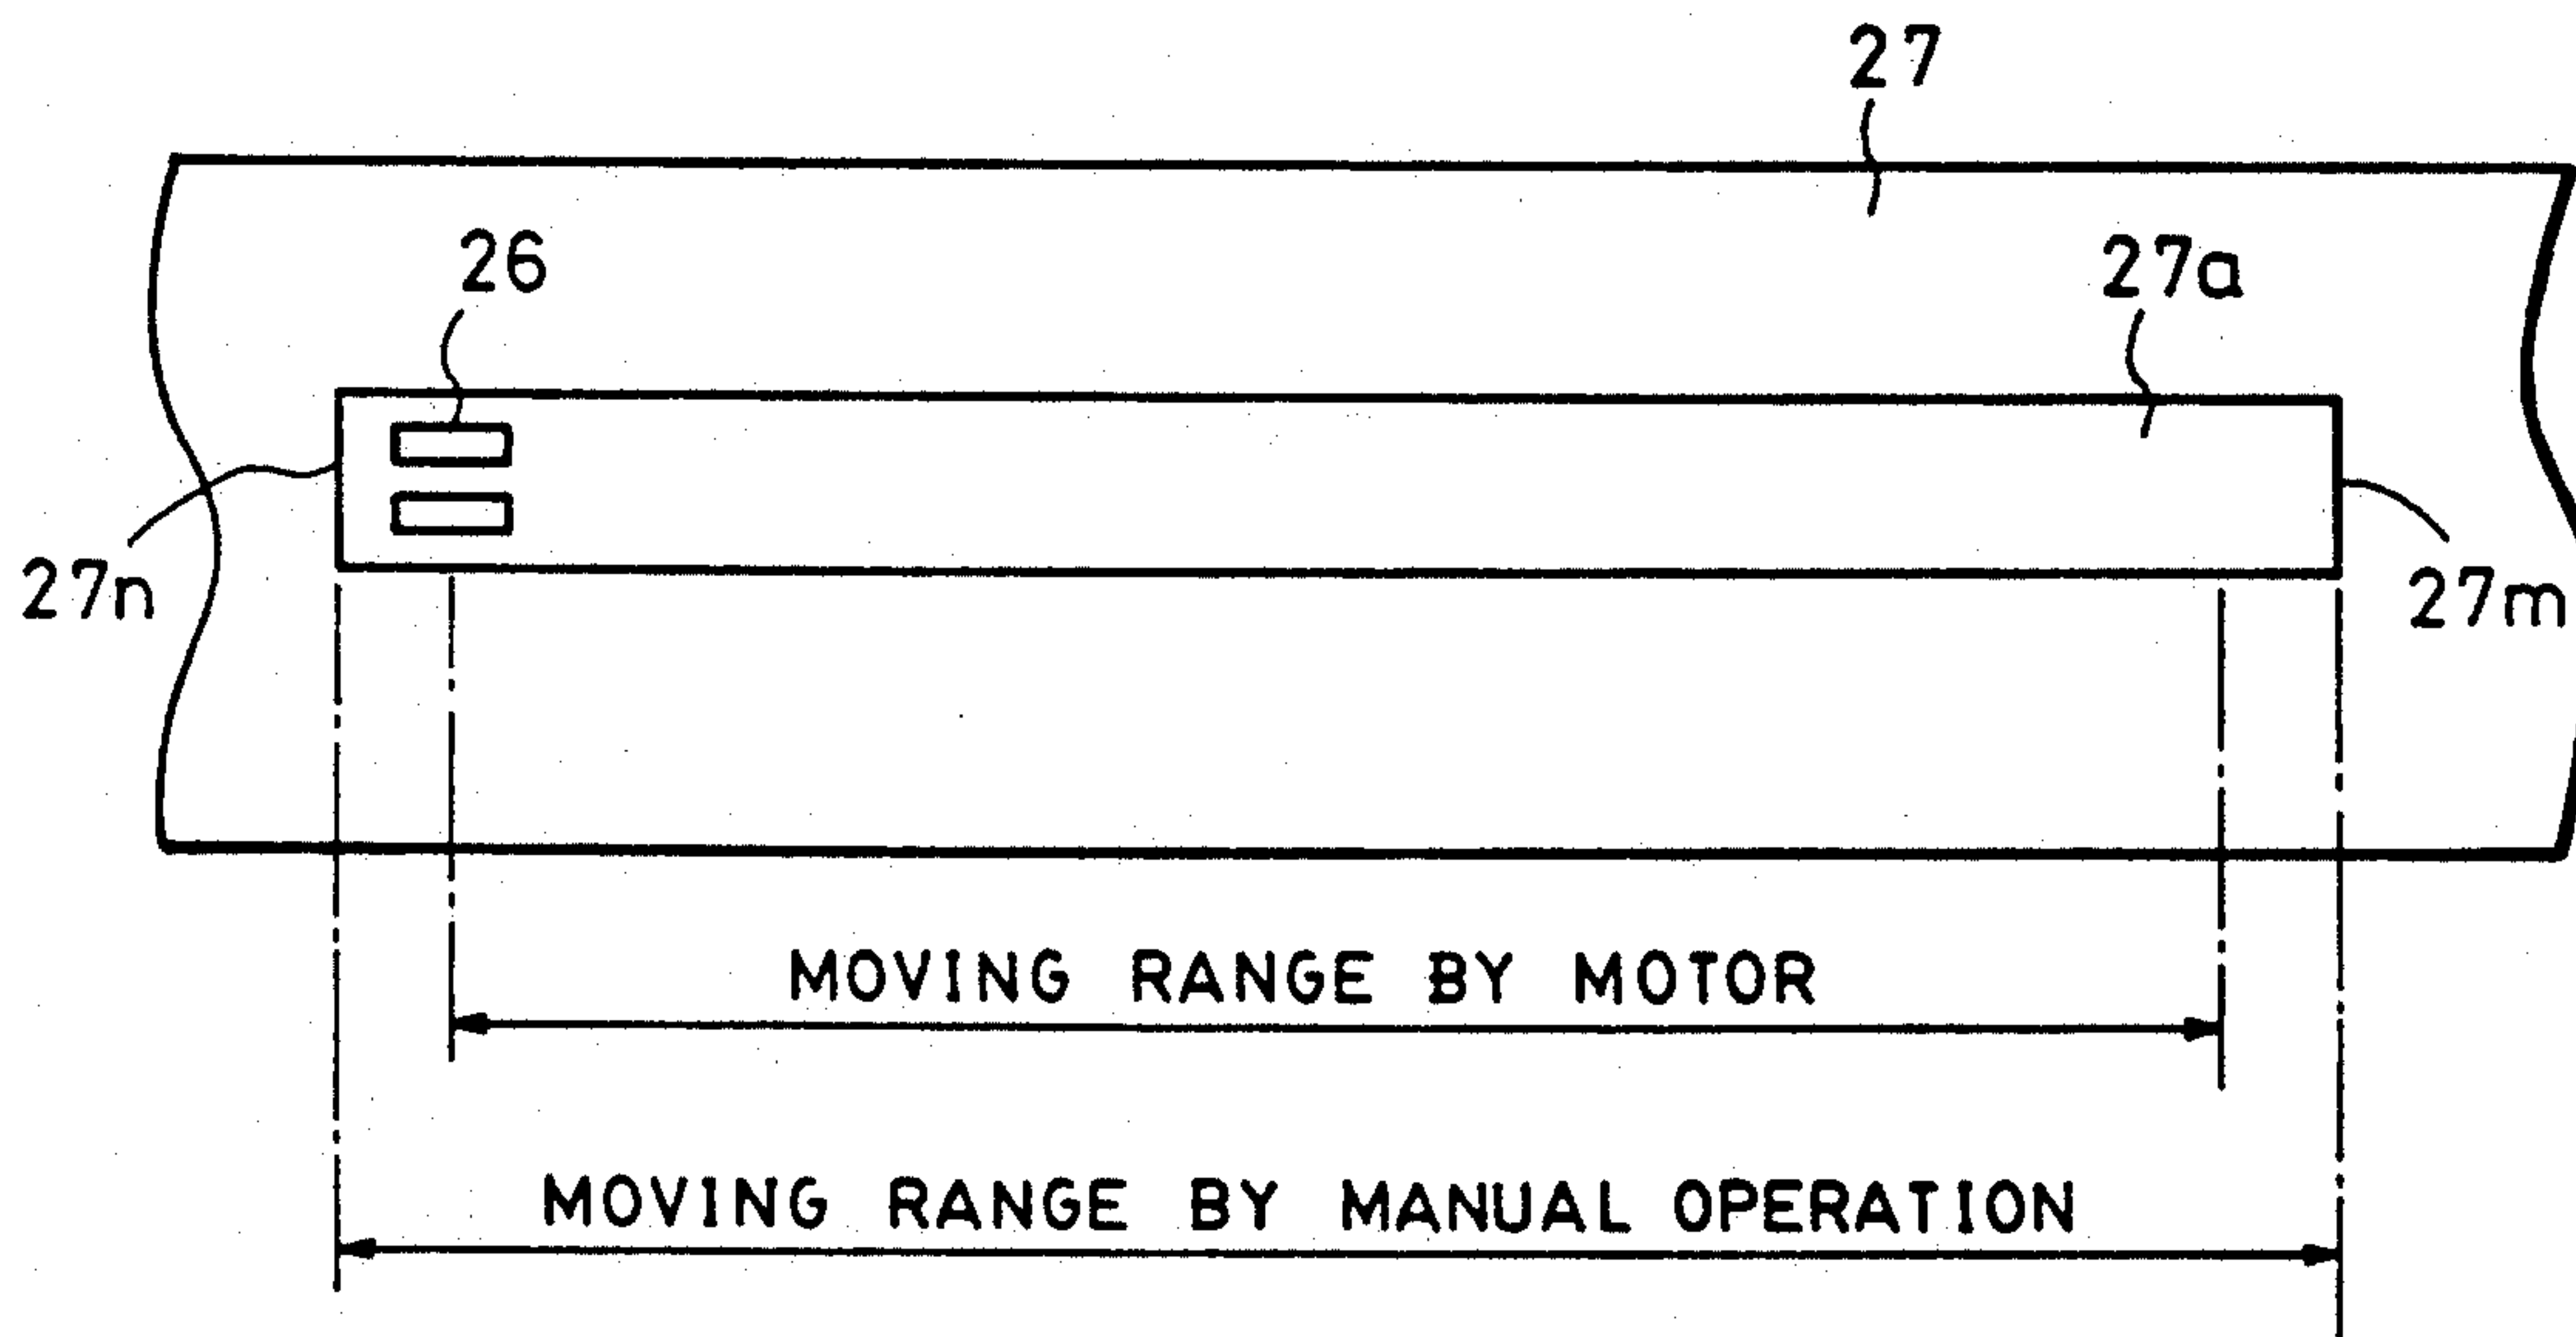 27
26
27a
27n
27m
MOVING RANGE BY MOTOR
MOVING RANGE BY MANUAL OPERATION